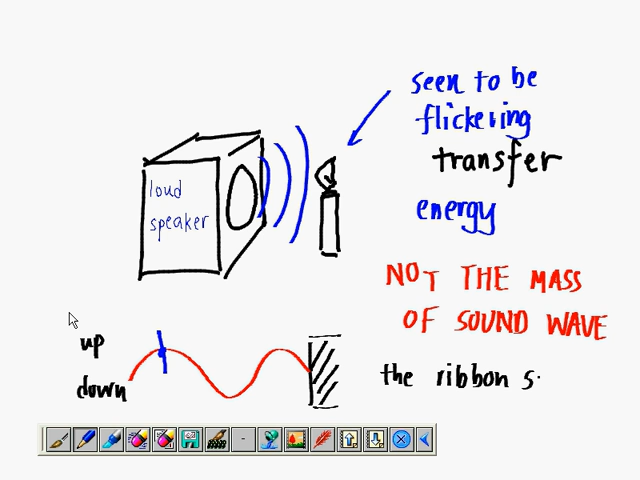 seen to be
flickering
transfer
energy
loud
speaker
NOT THE MASS
OF SOUND WAVE
up
down
the ribbon s